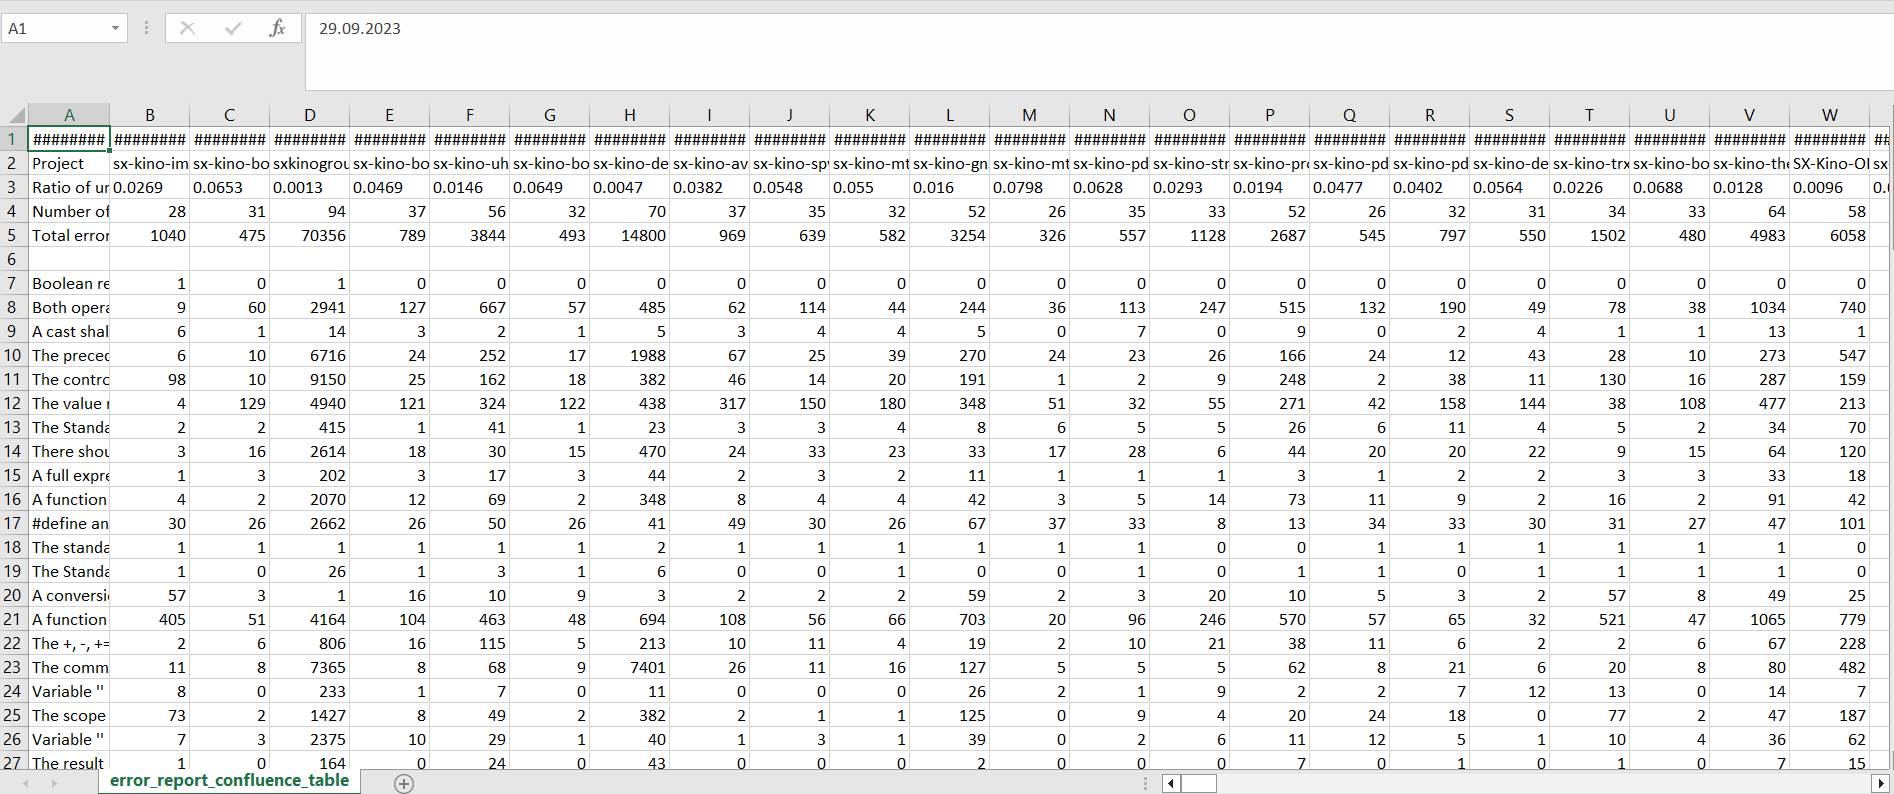 A1 fx 29.09.2023
A B C D E F G H I J K L M N O P Q R S T U V W
1 ######## ######## ######## ######## ######## ######## ######## ######## ######## ######## ######## ######## ######## ######## ######## ######## ######## ######## ######## ######## ######## ######## ######## ##
2 Project sx-kino-im sx-kino-bo sxkinogrou sx-kino-bo sx-kino-uh sx-kino-bo sx-kino-de sx-kino-av sx-kino-sp sx-kino-mt sx-kino-gn sx-kino-mt sx-kino-pd sx-kino-str sx-kino-pro sx-kino-pd sx-kino-pd sx-kino-de sx-kino-trx sx-kino-bo sx-kino-the SX-Kino-Ol sx
3 Ratio of ur 0.0269 0.0653 0.0013 0.0469 0.0146 0.0649 0.0047 0.0382 0.0548 0.055 0.016 0.0798 0.0628 0.0293 0.0194 0.0477 0.0402 0.0564 0.0226 0.0688 0.0128 0.0096 0.
4 Number of 28 31 94 37 56 32 70 37 35 32 52 26 35 33 52 26 32 31 34 33 64 58
5 Total error 1040 475 70356 789 3844 493 14800 969 639 582 3254 326 557 1128 2687 545 797 550 1502 480 4983 6058
6
7 Boolean re 1 0 1 0 0 0 0 0 0 0 0 0 0 0 0 0 0 0 0 0 0 0
8 Both opera 9 60 2941 127 667 57 485 62 114 44 244 36 113 247 515 132 190 49 78 38 1034 740
9 A cast shal 6 1 14 3 2 1 5 3 4 4 5 0 7 0 9 0 2 4 1 1 13 1
10 The preced 6 10 6716 24 252 17 1988 67 25 39 270 24 23 26 166 24 12 43 28 10 273 547
11 The contro 98 10 9150 25 162 18 382 46 14 20 191 1 2 9 248 2 38 11 130 16 287 159
12 The value 4 129 4940 121 324 122 438 317 150 180 348 51 32 55 271 42 158 144 38 108 477 213
13 The Standa 2 2 415 1 41 1 23 3 3 4 8 6 5 5 26 6 11 4 5 2 34 70
14 There shou 3 16 2614 18 30 15 470 24 33 23 33 17 28 6 44 20 20 22 9 15 64 120
15 A full expre 1 3 202 3 17 3 44 2 3 2 11 1 1 1 3 1 2 2 3 3 33 18
16 A function 4 2 2070 12 69 2 348 8 4 4 42 3 5 14 73 11 9 2 16 2 91 42
17 #define an 30 26 2662 26 50 26 41 49 30 26 67 37 33 8 13 34 33 30 31 27 47 101
18 The standa 1 1 1 1 1 1 2 1 1 1 1 1 1 0 0 1 1 1 1 1 1 0
19 The Standa 1 0 26 1 3 1 6 0 0 1 0 0 1 0 1 1 0 1 1 1 1 0
20 A conversi 57 3 1 16 10 9 3 2 2 2 59 2 3 20 10 5 3 2 57 8 49 25
21 A function 405 51 4164 104 463 48 694 108 56 66 703 20 96 246 570 57 65 32 521 47 1065 779
22 The +, -, += 2 6 806 16 115 5 213 10 11 4 19 2 10 21 38 11 6 2 2 6 67 228
23 The comm 11 8 7365 8 68 9 7401 26 11 16 127 5 5 5 62 8 21 6 20 8 80 482
24 Variable '' 8 0 233 1 7 0 11 0 0 0 26 2 1 9 2 2 7 12 13 0 14 7
25 The scope 73 2 1427 8 49 2 382 2 1 1 125 0 9 4 20 24 18 0 77 2 47 187
26 Variable '' 7 3 2375 10 29 1 40 1 3 1 39 0 2 6 11 12 5 1 10 4 36 62
27 The result 1 0 164 0 24 0 43 0 0 0 2 0 0 0 7 0 1 0 1 0 7 15
error_report_confluence_table